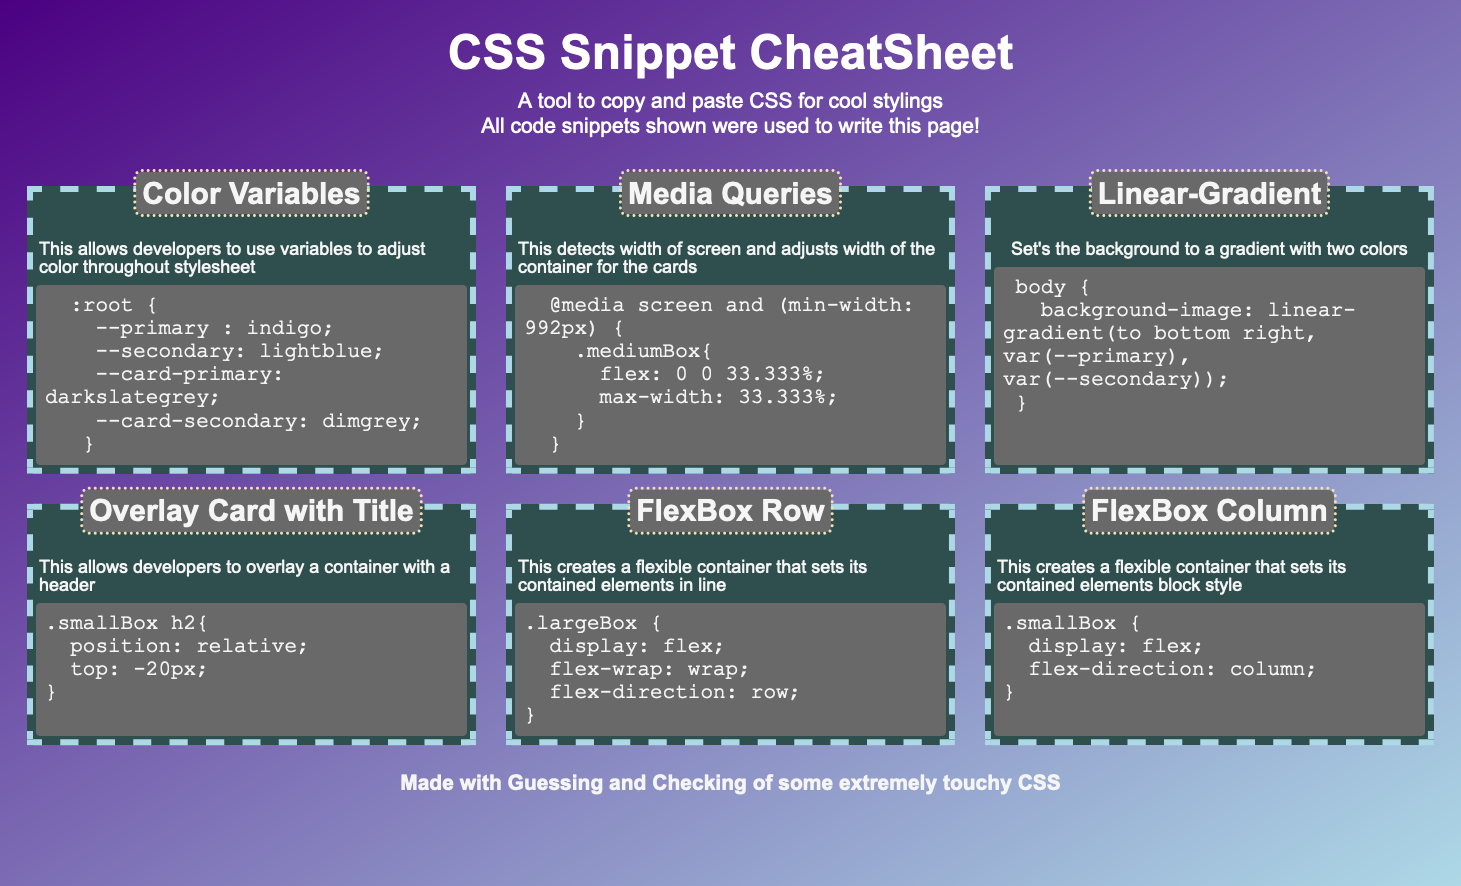 CSS Snippet CheatSheet
A tool to copy and paste CSS for cool stylings
All code snippets shown were used to write this page!
Color Variables
This allows developers to use variables to adjust
color throughout stylesheet
:root {
--primary : indigo;
--secondary: lightblue;
--card-primary:
darkslategrey;
--card-secondary: dimgrey;
}
Media Queries
This detects width of screen and adjusts width of the
container for the cards
@media screen and (min-width:
992px) {
.mediumBox{
flex: 0 0 33.333%;
max-width: 33.333%;
}
}
Linear-Gradient
Set's the background to a gradient with two colors
body {
background-image: linear-
gradient(to bottom right,
var(--primary),
var(--secondary));
}
Overlay Card with Title
This allows developers to overlay a container with a
header
.smallBox h2{
position: relative;
top: -20px;
}
FlexBox Row
This creates a flexible container that sets its
contained elements in line
.largeBox {
display: flex;
flex-wrap: wrap;
flex-direction: row;
}
FlexBox Column
This creates a flexible container that sets its
contained elements block style
.smallBox {
display: flex;
flex-direction: column;
}
Made with Guessing and Checking of some extremely touchy CSS